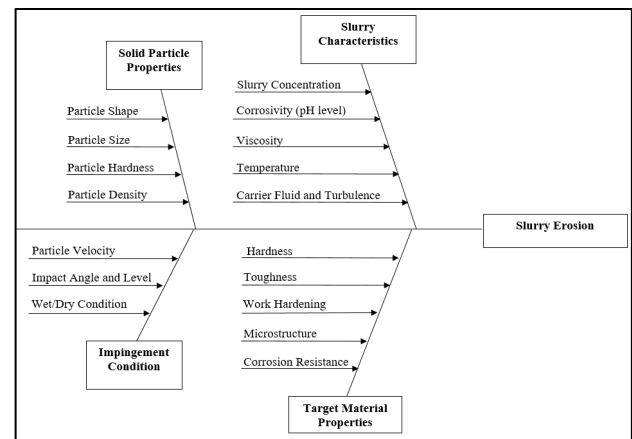 Solid Particle
Properties
Particle Shape
Particle Size
Particle Hardness
Particle Density
Slurry
Characteristics
Slurry Concentration
Corrosivity (pH level)
Viscosity
Temperature
Carrier Fluid and Turbulence
Slurry Erosion
Particle Velocity
Impact Angle and Level
Wet/Dry Condition
Impingement
Condition
Hardness
Toughness
Work Hardening
Microstructure
Corrosion Resistance
Target Material
Properties